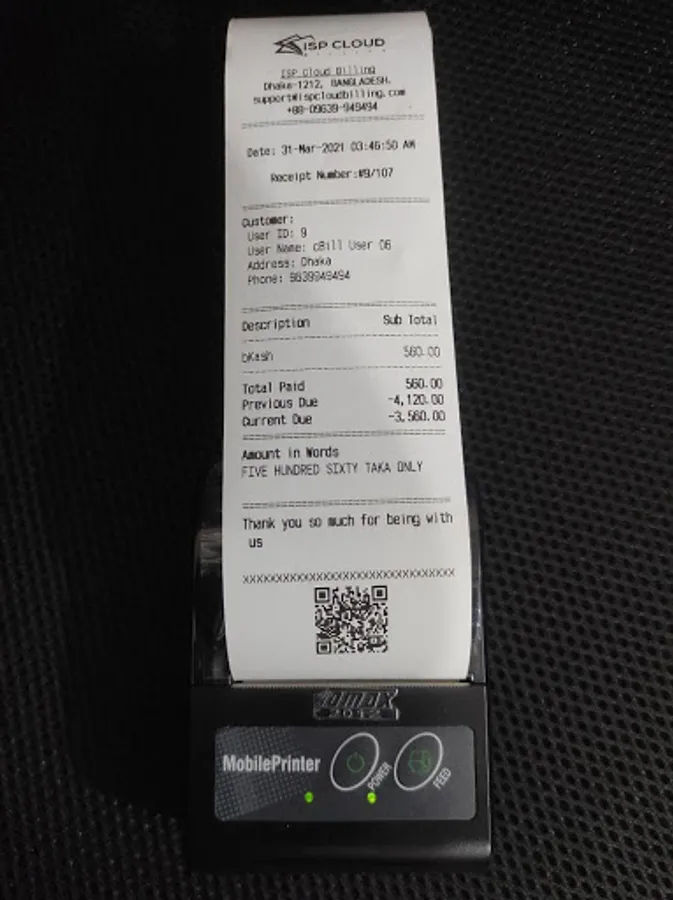 ISP CLOUD
ISP Cloud Billing
Dhaka-1212, BANGLADESH.
support@ispcloudbilling.com
+88-09639-949494
Date: 31-Mar-2021 03:46:50 AM
Receipt Number:#9/107
Customer:
User ID: 9
User Name: cBill User 06
Address: Dhaka
Phone: 9639949494
Description Sub Total
bKash 560.00
Total Paid 560.00
Previous Due -4,120.00
Current Due -3,560.00
Amount in Words
FIVE HUNDRED SIXTY TAKA ONLY
Thank you so much for being with
us
XXXXXXXXXXXXXXXXXXXXXXXXXXXXXXXX
MobilePrinter
POWER
FEED